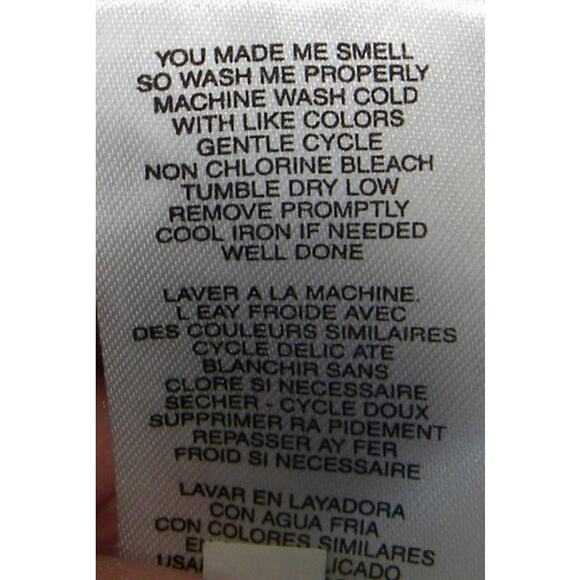 YOU MADE ME SMELL
SO WASH ME PROPERLY
MACHINE WASH COLD
WITH LIKE COLORS
GENTLE CYCLE
NON CHLORINE BLEACH
TUMBLE DRY LOW
REMOVE PROMPTLY
COOL IRON IF NEEDED
WELL DONE
LAVER A LA MACHINE.
L EAY FROIDE AVEC
DES COULEURS SIMILAIRES
CYCLE DELIC ATE
BLANCHIR SANS
CLORE SI NECESSAIRE
SECHER - CYCLE DOUX
SUPPRIMER RA PIDEMENT
REPASSER AY FER
FROID SI NECESSAIRE
LAVAR EN LAYADORA
CON AGUA FRIA
CON COLORES SIMILARES